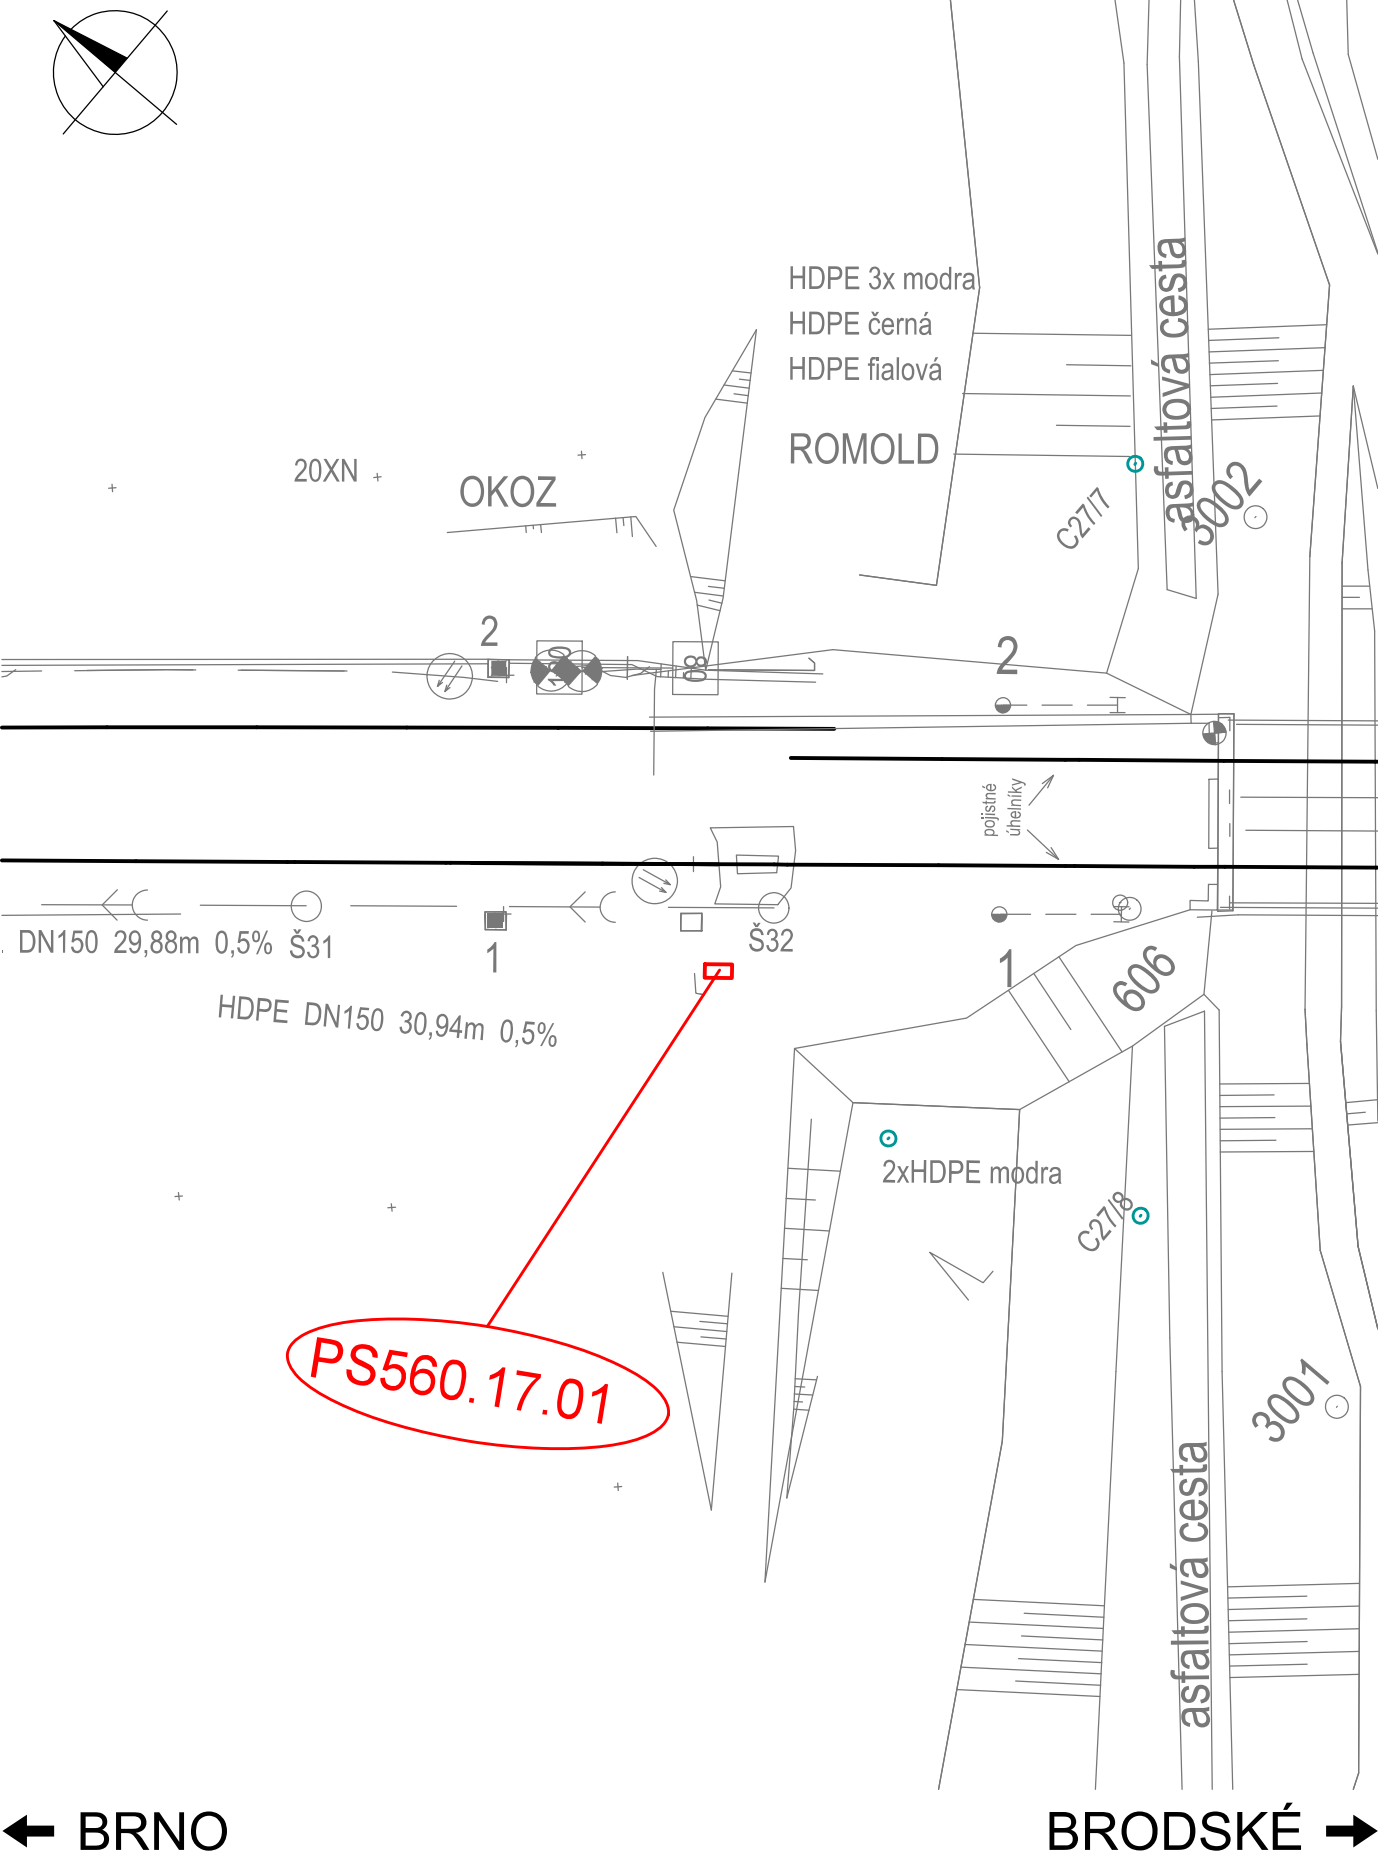 HDPE 3x modra
HDPE černá
HDPE fialová
ROMOLD
asfaltová cesta
20XN
OKOZ
C27/7
3002
2
80
2
pojistné
úhelníky
. DN150 29,88m 0,5%
Š31
1
Š32
1
606
HDPE DN150 30,94m 0,5%
2xHDPE modra
C27/8
PS560.17.01
3001
asfaltová cesta
BRNO
BRODSKÉ